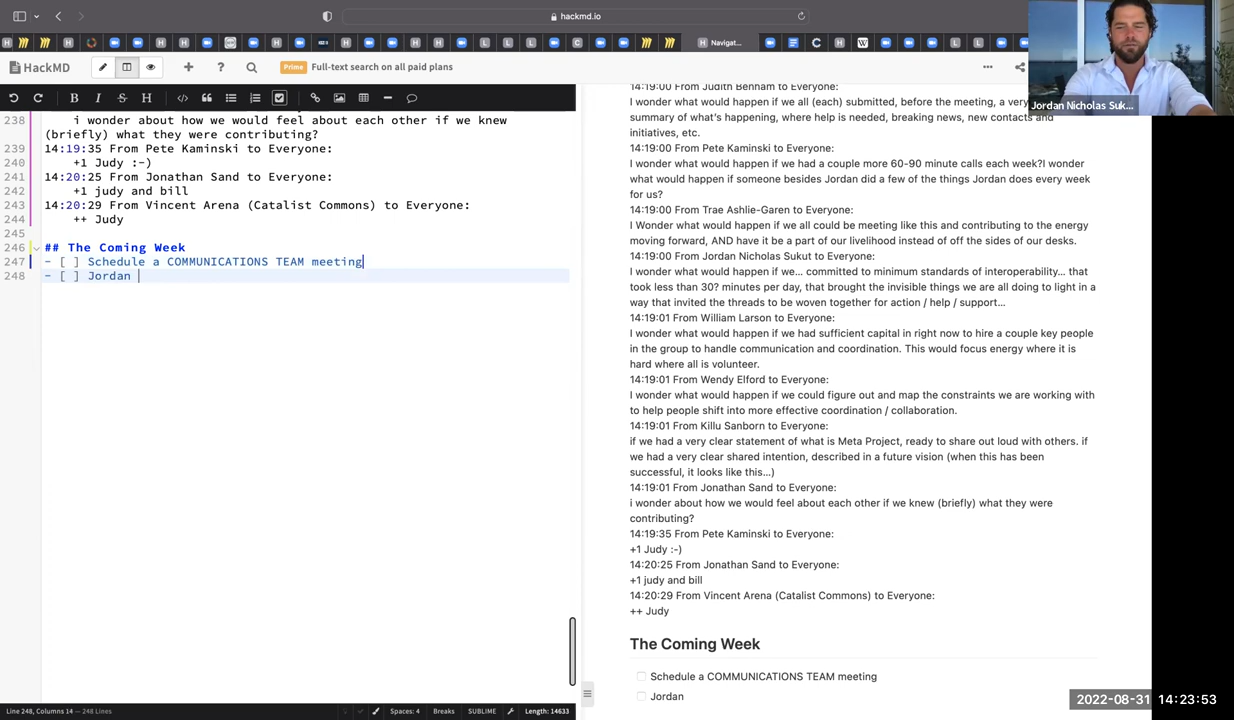 hackmd.io
Navigat...
HackMD
Prime Full-text search on all paid plans
238 i wonder about how we would feel about each other if we knew
(briefly) what they were contributing?
239 14:19:35 From Pete Kaminski to Everyone:
240 +1 Judy :-)
241 14:20:25 From Jonathan Sand to Everyone:
242 +1 judy and bill
243 14:20:29 From Vincent Arena (Catalist Commons) to Everyone:
244 ++ Judy
245
246 ## The Coming Week
247 - [ ] Schedule a COMMUNICATIONS TEAM meeting
248 - [ ] Jordan
Line 248, Columns 14 — 248 Lines
Spaces: 4 Breaks SUBLIME Length: 14633
14:19:00 From Judith Benham to Everyone:
I wonder what would happen if we all (each) submitted, before the meeting, a very
summary of what's happening, where help is needed, breaking news, new contacts and
initiatives, etc.
14:19:00 From Pete Kaminski to Everyone:
I wonder what would happen if we had a couple more 60-90 minute calls each week?I wonder
what would happen if someone besides Jordan did a few of the things Jordan does every week
for us?
14:19:00 From Trae Ashlie-Garen to Everyone:
I Wonder what would happen if we all could be meeting like this and contributing to the energy
moving forward, AND have it be a part of our livelihood instead of off the sides of our desks.
14:19:00 From Jordan Nicholas Sukut to Everyone:
I wonder what would happen if we... committed to minimum standards of interoperability... that
took less than 30? minutes per day, that brought the invisible things we are all doing to light in a
way that invited the threads to be woven together for action / help / support...
14:19:01 From William Larson to Everyone:
I wonder what would happen if we had sufficient capital in right now to hire a couple key people
in the group to handle communication and coordination. This would focus energy where it is
hard where all is volunteer.
14:19:01 From Wendy Elford to Everyone:
I wonder what would happen if we could figure out and map the constraints we are working with
to help people shift into more effective coordination / collaboration.
14:19:01 From Killu Sanborn to Everyone:
if we had a very clear statement of what is Meta Project, ready to share out loud with others. if
we had a very clear shared intention, described in a future vision (when this has been
successful, it looks like this...)
14:19:01 From Jonathan Sand to Everyone:
i wonder about how we would feel about each other if we knew (briefly) what they were
contributing?
14:19:35 From Pete Kaminski to Everyone:
+1 Judy :-)
14:20:25 From Jonathan Sand to Everyone:
+1 judy and bill
14:20:29 From Vincent Arena (Catalist Commons) to Everyone:
++ Judy
The Coming Week
Schedule a COMMUNICATIONS TEAM meeting
Jordan
Jordan Nicholas Suk...
2022-08-31 14:23:53